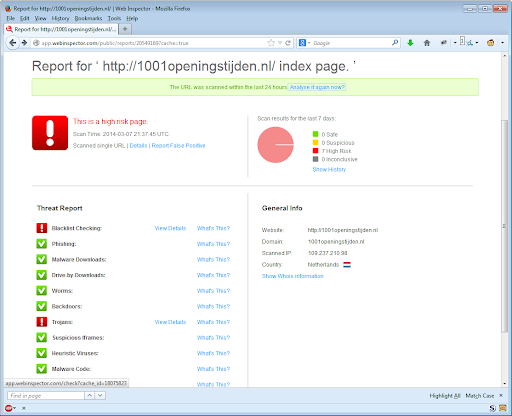 Report for 'http://1001openingstijden.nl/ | Web Inspector - Mozilla Firefox
File Edit View History Bookmarks Tools Help
Report for 'http://1001openingstijden.nl/...
app.webinspector.com/public/reports/20549169?cache=true
Google
Report for ' http://1001openingstijden.nl/ index page. '
The URL was scanned within the last 24 hours. Analyse it again now?
This is a high risk page.
Scan Time: 2014-03-07 21:37:45 UTC.
Scanned single URL | Details | Report False Positive
Scan results for the last 7 days:
0 Safe
0 Suspicious
7 High Risk
0 Inconclusive
Show History
Threat Report
Blacklist Checking: View Details What's This?
Phishing: What's This?
Malware Downloads: What's This?
Drive by Downloads: What's This?
Worms: What's This?
Backdoors: What's This?
Trojans: View Details What's This?
Suspicious Iframes: What's This?
Heuristic Viruses: What's This?
Malware Code: What's This?
General Info
Website: http://1001openingstijden.nl
Domain: 1001openingstijden.nl
Scanned IP: 109.237.210.98
Country: Netherlands
Show Whois information
app.webinspector.com/check?cache_id=18075823
Find in page
Highlight All Match Case